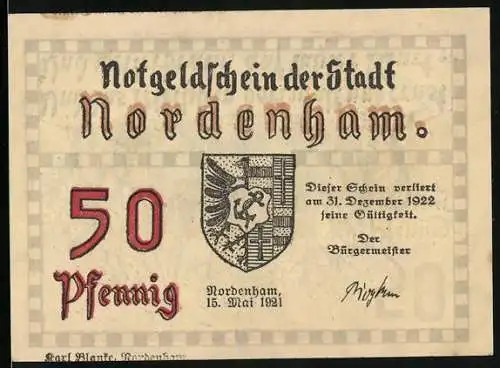 Notgeldschein der Stadt
Nordenham.
50
Pfennig
Nordenham,
15. Mai 1921
Dieser Schein verliert
am 31. Dezember 1922
seine Gültigkeit.
Der
Bürgermeister
Karl Blanke, Nordenham